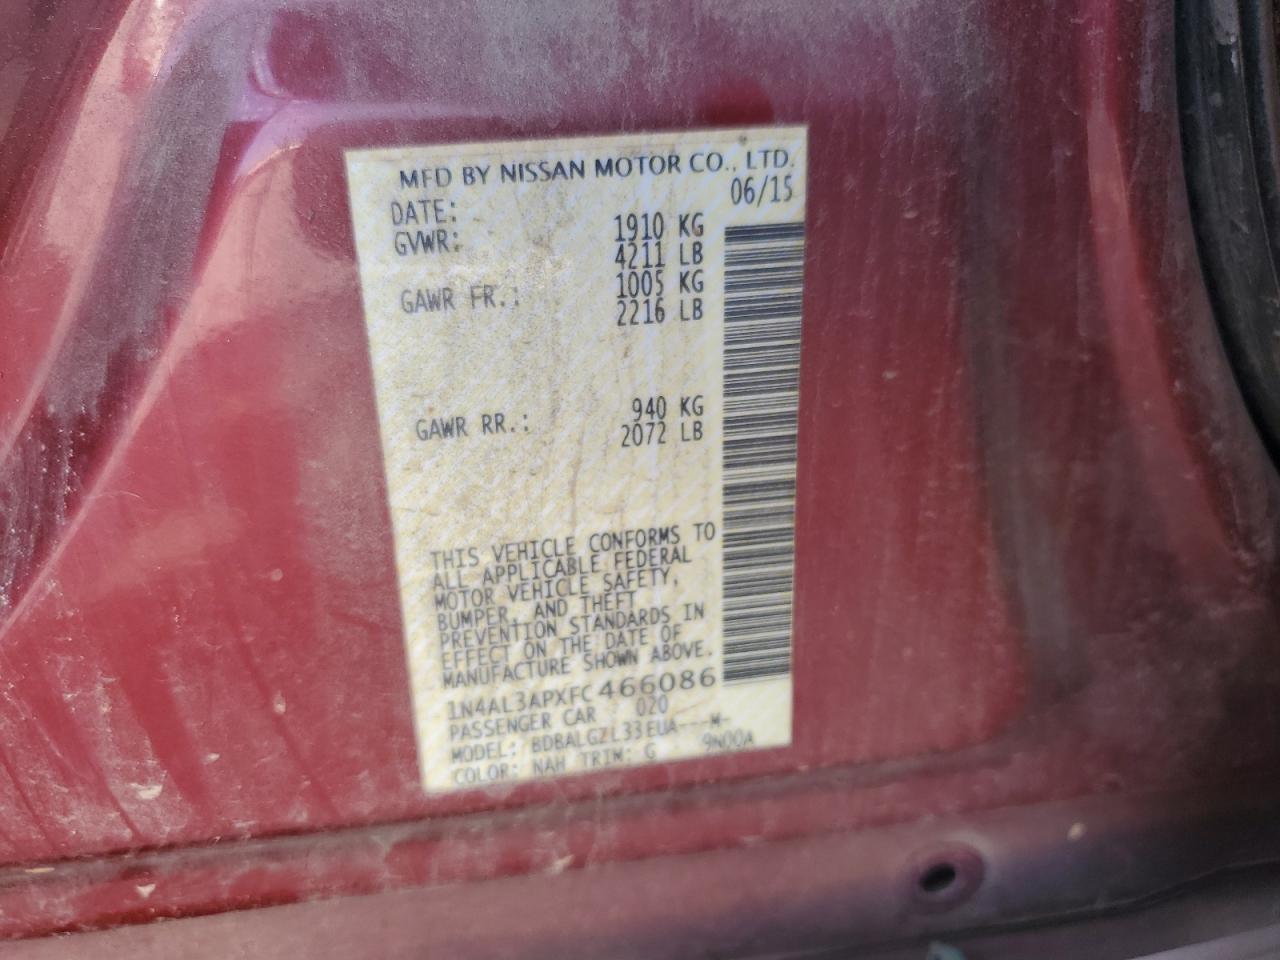 MFD BY NISSAN MOTOR CO., LTD.
DATE: 06/15
GVWR: 1910 KG
4211 LB
GAWR FR.: 1005 KG
2216 LB
GAWR RR.: 940 KG
2072 LB
THIS VEHICLE CONFORMS TO
ALL APPLICABLE FEDERAL
MOTOR VEHICLE SAFETY,
BUMPER, AND THEFT
PREVENTION STANDARDS IN
EFFECT ON THE DATE OF
MANUFACTURE SHOWN ABOVE.
1N4AL3APXFC466086
PASSENGER CAR 020
MODEL: BDBALGZL33EUA---M-
COLOR: NAH TRIM: G 9N00A